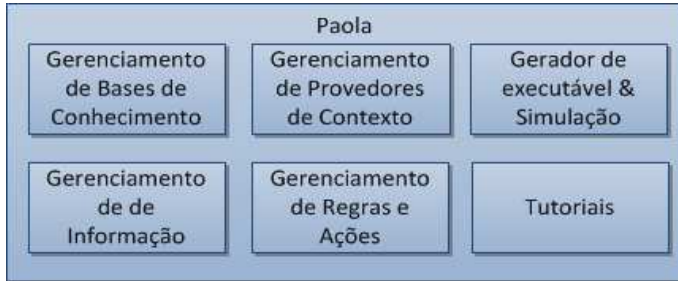 Paola
Gerenciamento
de Bases de
Conhecimento
Gerenciamento
de Provedores
de Contexto
Gerador de
executável &
Simulação
Gerenciamento
de de
Informação
Gerenciamento
de Regras e
Ações
Tutoriais